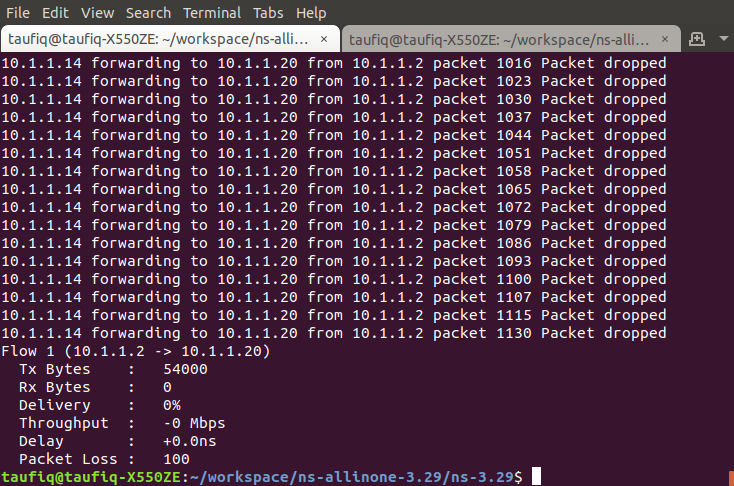 File Edit View Search Terminal Tabs Help
taufiq@taufiq-X550ZE: ~/workspace/ns-alli... × taufiq@taufiq-X550ZE: ~/workspace/ns-alli... ×
10.1.1.14 forwarding to 10.1.1.20 from 10.1.1.2 packet 1016 Packet dropped
10.1.1.14 forwarding to 10.1.1.20 from 10.1.1.2 packet 1023 Packet dropped
10.1.1.14 forwarding to 10.1.1.20 from 10.1.1.2 packet 1030 Packet dropped
10.1.1.14 forwarding to 10.1.1.20 from 10.1.1.2 packet 1037 Packet dropped
10.1.1.14 forwarding to 10.1.1.20 from 10.1.1.2 packet 1044 Packet dropped
10.1.1.14 forwarding to 10.1.1.20 from 10.1.1.2 packet 1051 Packet dropped
10.1.1.14 forwarding to 10.1.1.20 from 10.1.1.2 packet 1058 Packet dropped
10.1.1.14 forwarding to 10.1.1.20 from 10.1.1.2 packet 1065 Packet dropped
10.1.1.14 forwarding to 10.1.1.20 from 10.1.1.2 packet 1072 Packet dropped
10.1.1.14 forwarding to 10.1.1.20 from 10.1.1.2 packet 1079 Packet dropped
10.1.1.14 forwarding to 10.1.1.20 from 10.1.1.2 packet 1086 Packet dropped
10.1.1.14 forwarding to 10.1.1.20 from 10.1.1.2 packet 1093 Packet dropped
10.1.1.14 forwarding to 10.1.1.20 from 10.1.1.2 packet 1100 Packet dropped
10.1.1.14 forwarding to 10.1.1.20 from 10.1.1.2 packet 1107 Packet dropped
10.1.1.14 forwarding to 10.1.1.20 from 10.1.1.2 packet 1115 Packet dropped
10.1.1.14 forwarding to 10.1.1.20 from 10.1.1.2 packet 1130 Packet dropped
Flow 1 (10.1.1.2 -> 10.1.1.20)
  Tx Bytes    :   54000
  Rx Bytes    :   0
  Delivery    :   0%
  Throughput  :   -0 Mbps
  Delay       :   +0.0ns
  Packet Loss :   100
taufiq@taufiq-X550ZE:~/workspace/ns-allinone-3.29/ns-3.29$